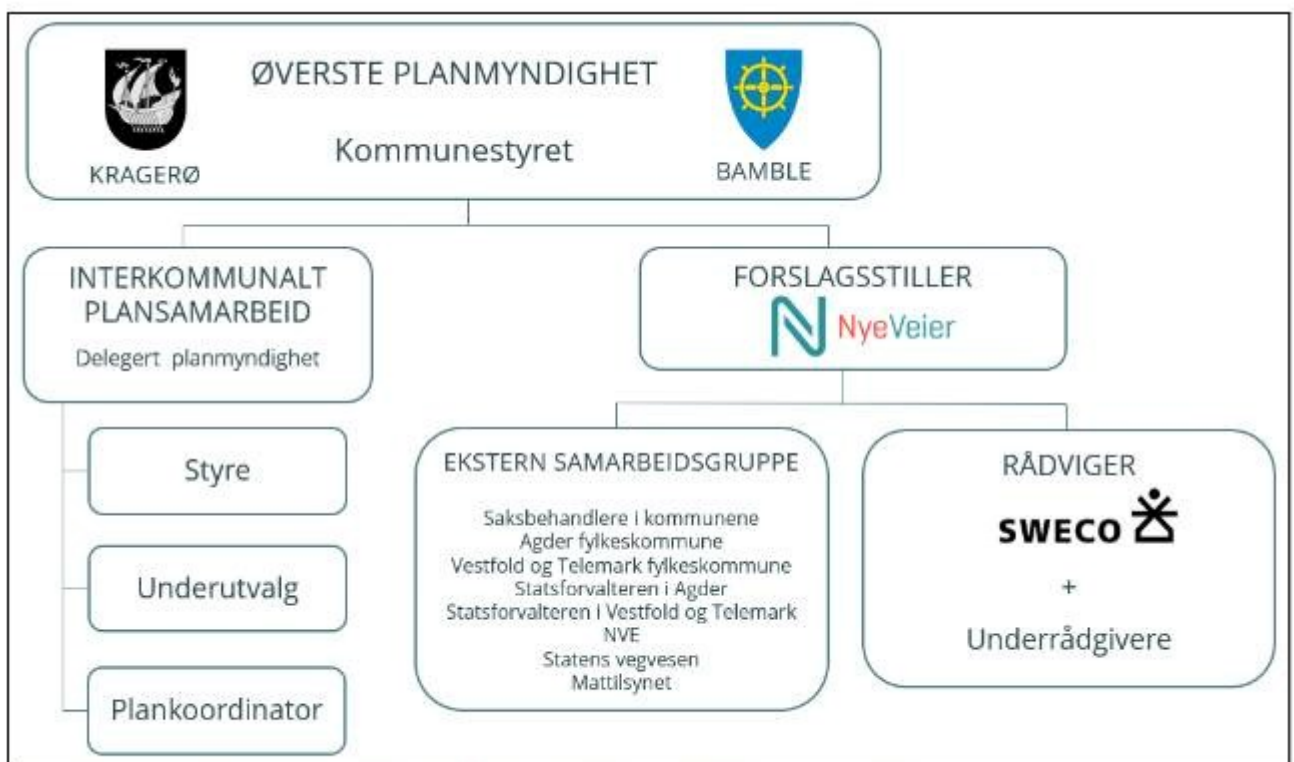 ØVERSTE PLANMYNDIGHET
Kommunestyret
KRAGERØ
BAMBLE
INTERKOMMUNALT
PLANSAMARBEID
Delegert planmyndighet
Styre
Underutvalg
Plankoordinator
FORSLAGSSTILLER
NyeVeier
EKSTERN SAMARBEIDSGRUPPE
Saksbehandlere i kommunene
Agder fylkeskommune
Vestfold og Telemark fylkeskommune
Statsforvalteren i Agder
Statsforvalteren i Vestfold og Telemark
NVE
Statens vegvesen
Mattilsynet
RÅDVIGER
SWECO
+
Underrådgivere